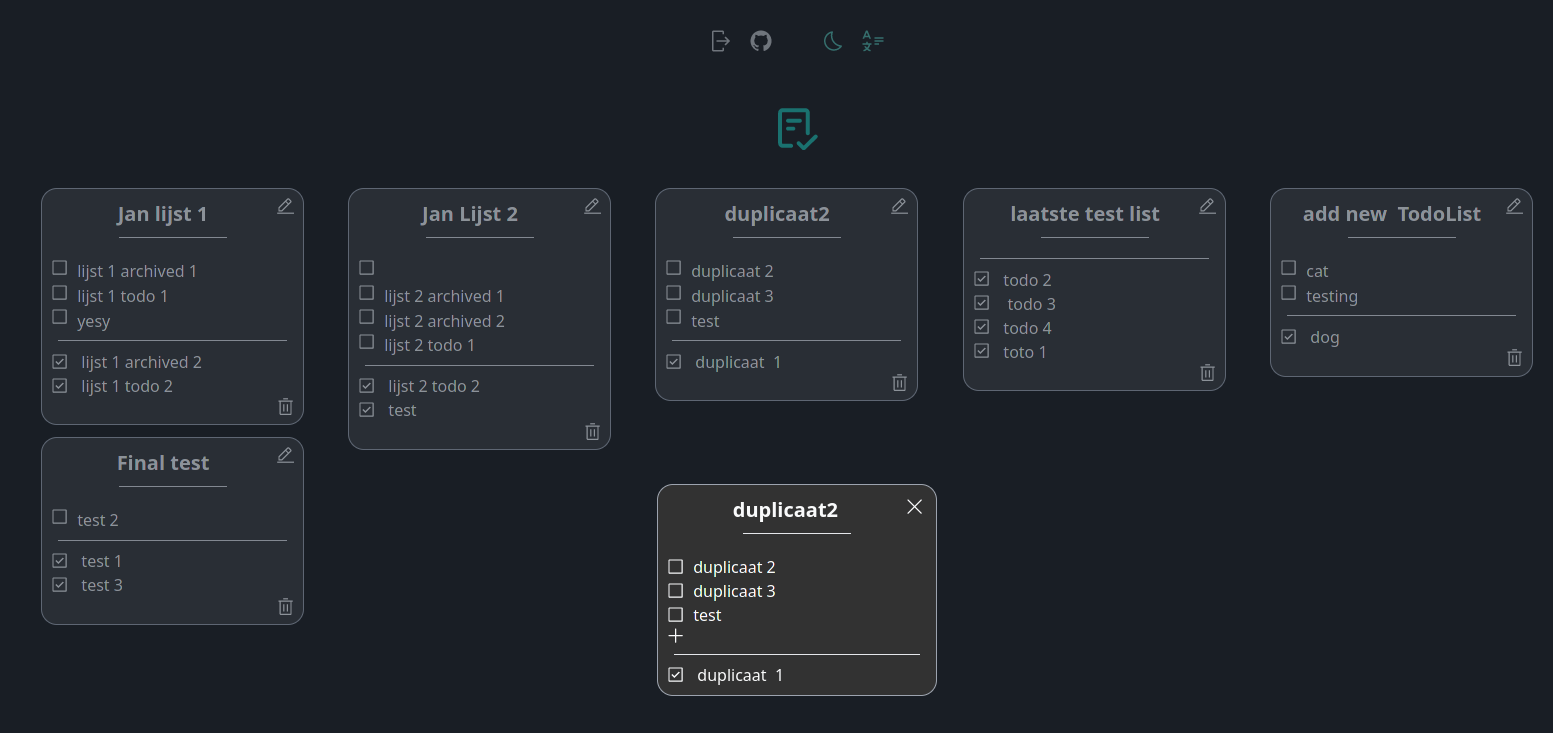 Jan lijst 1
lijst 1 archived 1
lijst 1 todo 1
yesy
lijst 1 archived 2
lijst 1 todo 2
Jan Lijst 2
lijst 2 archived 1
lijst 2 archived 2
lijst 2 todo 1
lijst 2 todo 2
test
duplicaat2
duplicaat 2
duplicaat 3
test
duplicaat  1
laatste test list
todo 2
todo 3
todo 4
toto 1
add new  TodoList
cat
testing
dog
Final test
test 2
test 1
test 3
duplicaat2
duplicaat 2
duplicaat 3
test
duplicaat  1